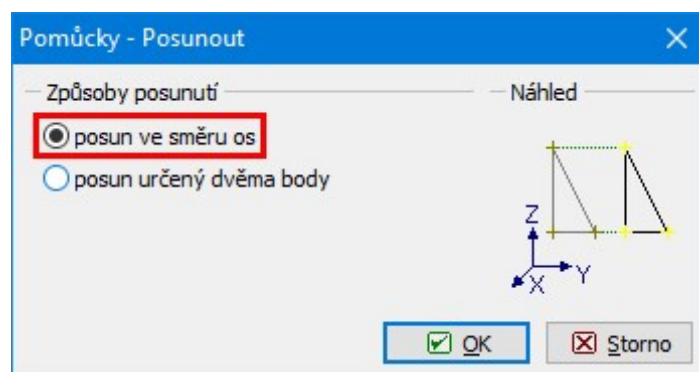 Pomůcky - Posunout
Způsoby posunutí
Náhled
posun ve směru os
posun určený dvěma body
Z
Y
X
OK
Storno